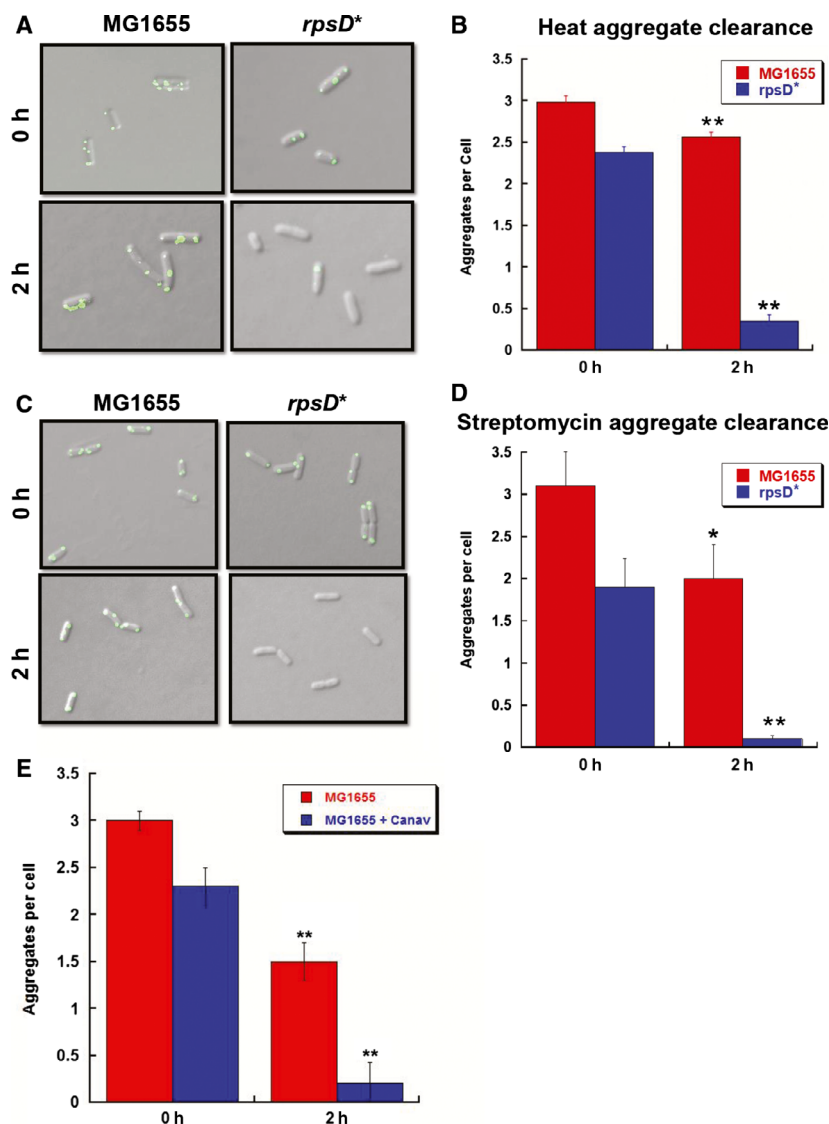 A
MG1655
rpsD*
0 h
2 h
B
Heat aggregate clearance
Aggregates per Cell
3.5
3
2.5
2
1.5
1
0.5
0
MG1655
rpsD*
**
**
0 h
2 h
C
MG1655
rpsD*
0 h
2 h
D
Streptomycin aggregate clearance
Aggregates per cell
3.5
3
2.5
2
1.5
1
0.5
0
MG1655
rpsD*
*
**
0 h
2 h
E
Aggregates per cell
3.5
3
2.5
2
1.5
1
0.5
0
MG1655
MG1655 + Canav
**
**
0 h
2 h